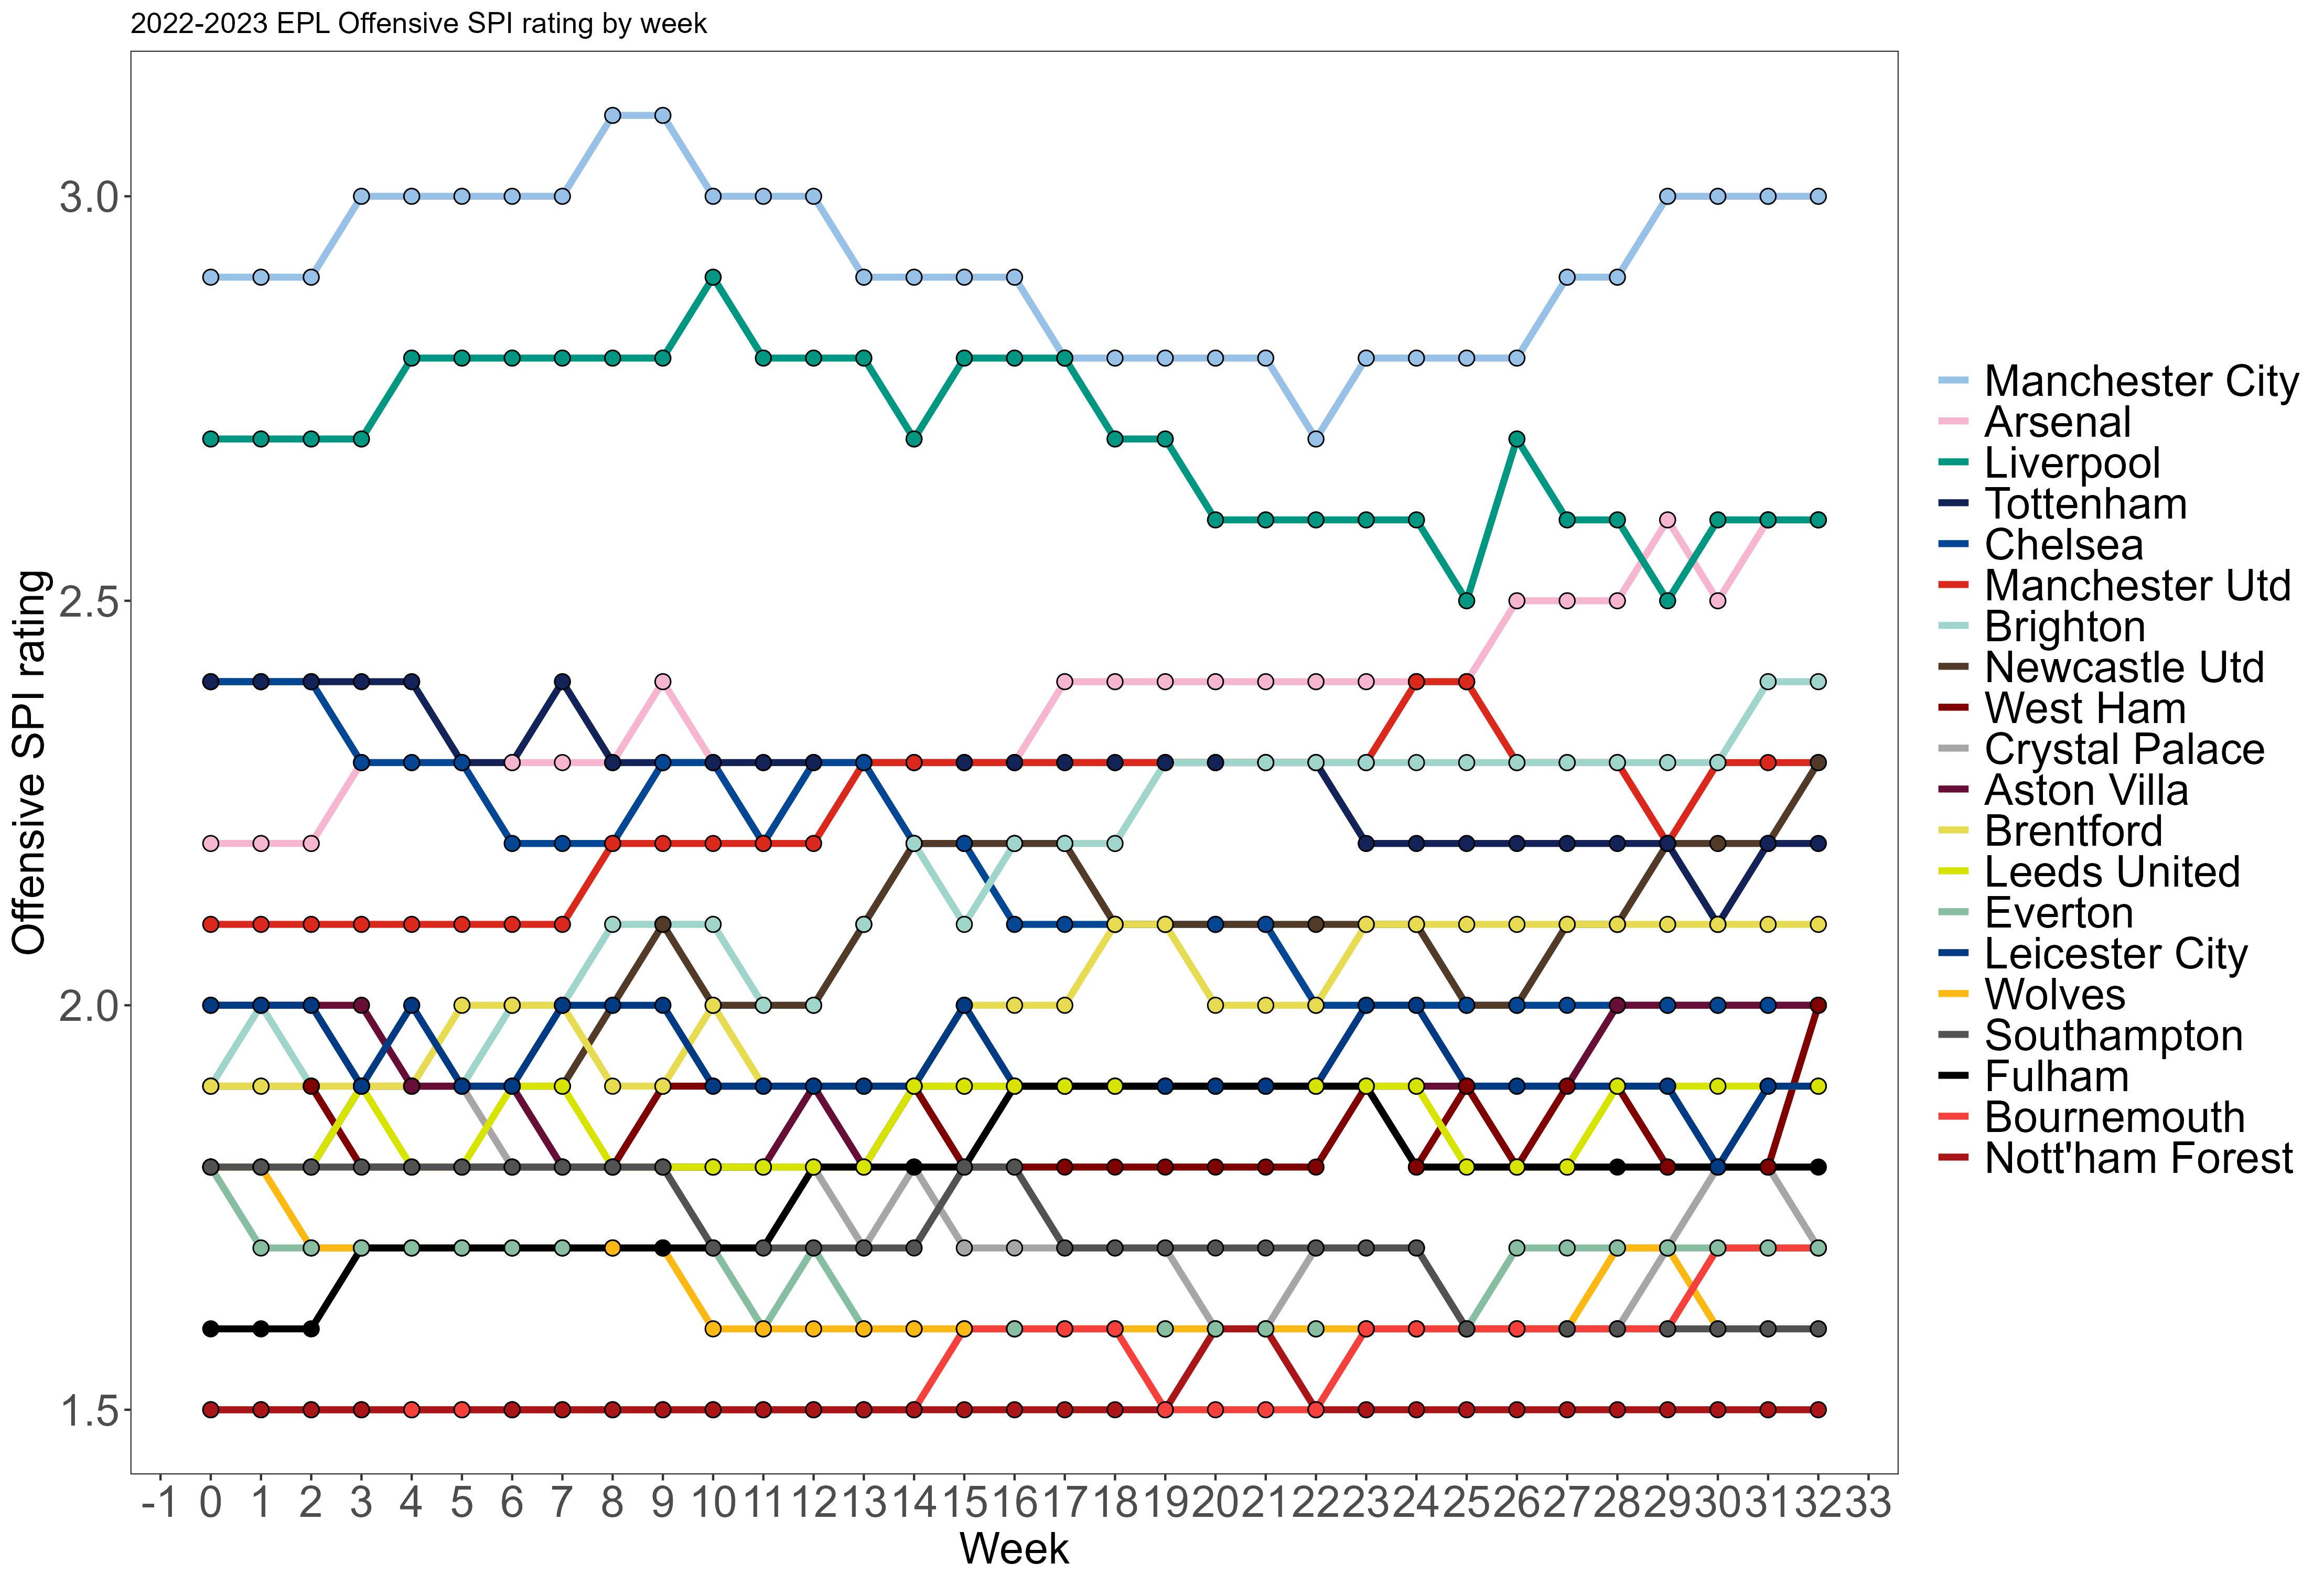 2022-2023 EPL Offensive SPI rating by week
3.0
2.5
2.0
1.5
Offensive SPI rating
-1 0 1 2 3 4 5 6 7 8 9 10 11 12 13 14 15 16 17 18 19 20 21 22 23 24 25 26 27 28 29 30 31 32 33
Week
Manchester City
Arsenal
Liverpool
Tottenham
Chelsea
Manchester Utd
Brighton
Newcastle Utd
West Ham
Crystal Palace
Aston Villa
Brentford
Leeds United
Everton
Leicester City
Wolves
Southampton
Fulham
Bournemouth
Nott'ham Forest